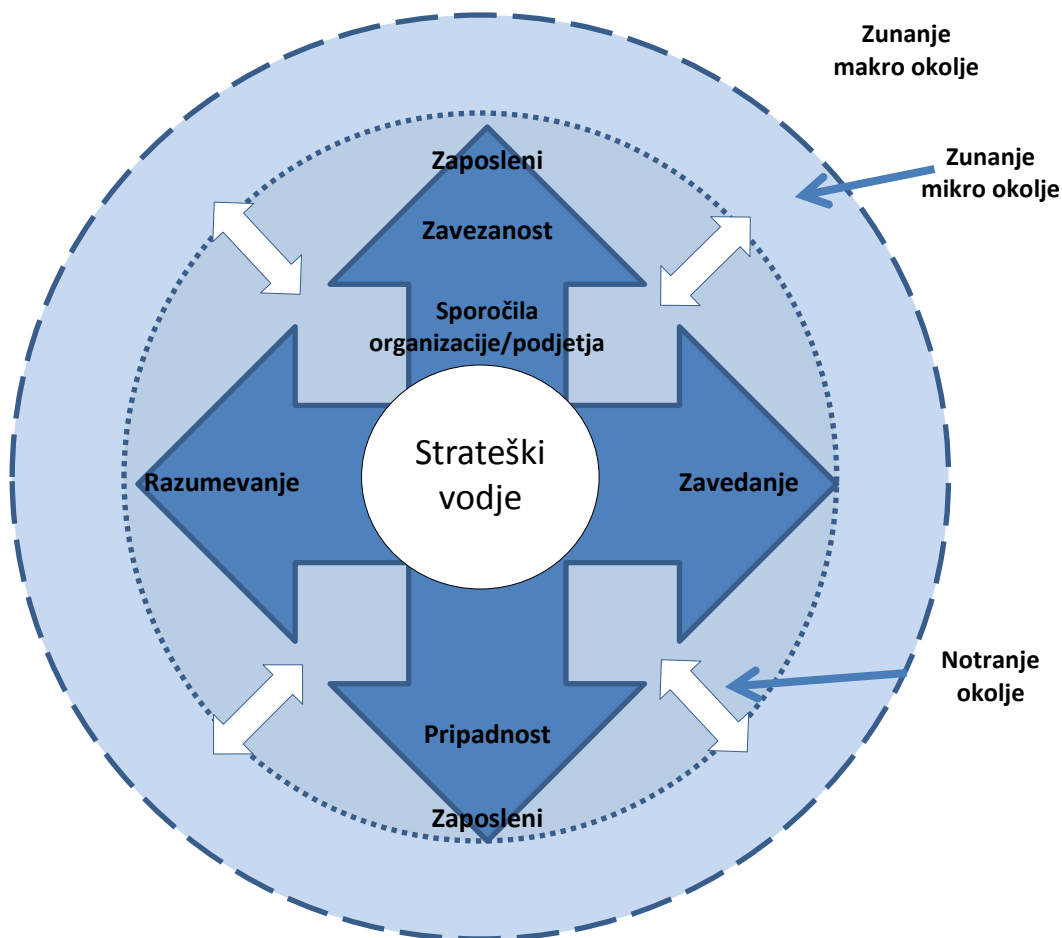 Zunanje
makro okolje
Zaposleni
Zunanje
mikro okolje
Zavezanost
Sporočila
organizacije/podjetja
Strateški
vodje
Razumevanje
Zavedanje
Notranje
okolje
Pripadnost
Zaposleni